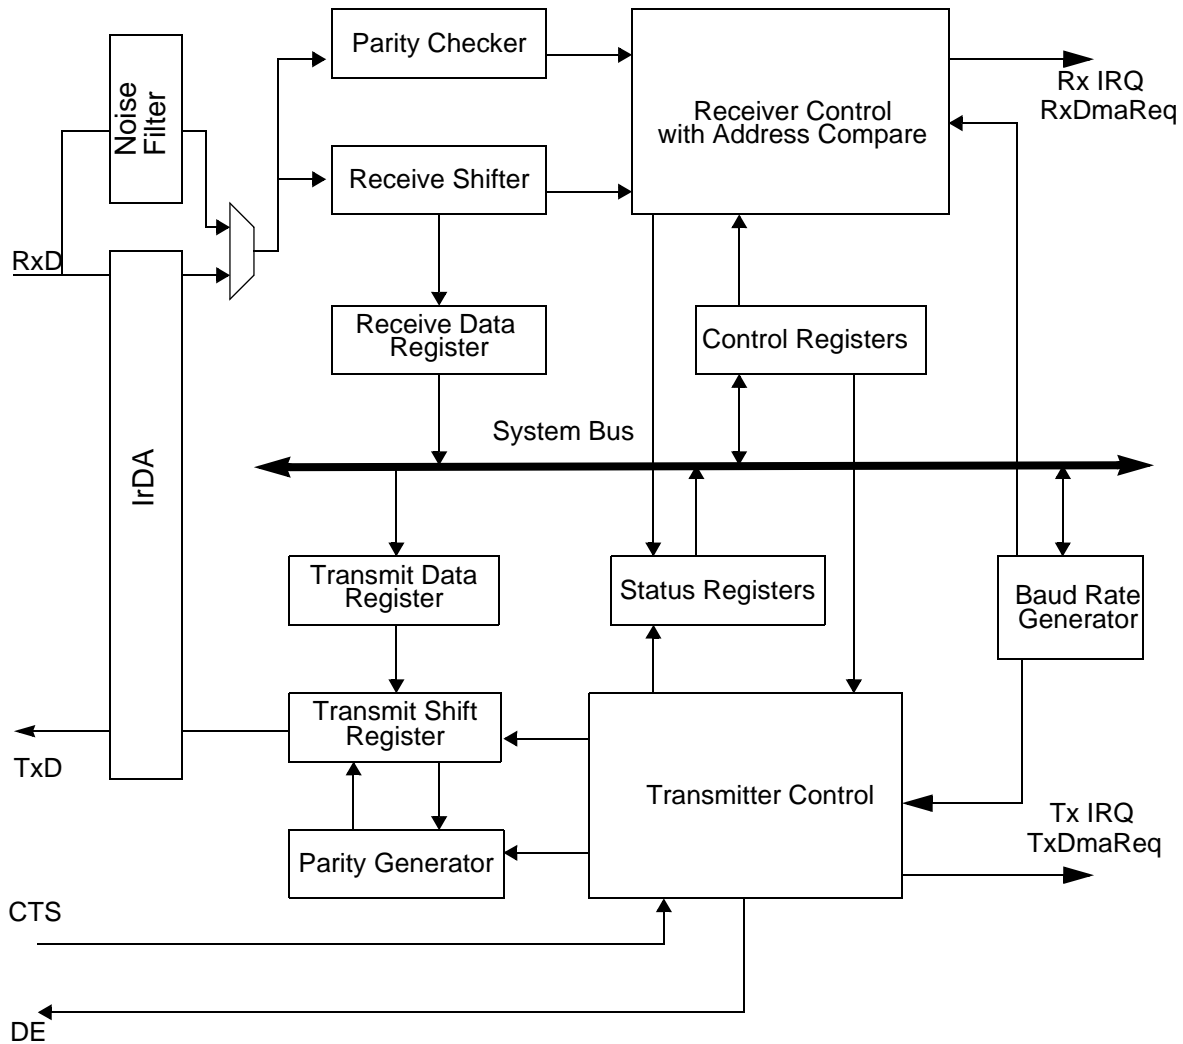 Parity Checker
Noise
Filter
Rx IRQ
RxDmaReq
Receiver Control
with Address Compare
Receive Shifter
RxD
Receive Data
Register
Control Registers
System Bus
IrDA
Transmit Data
Register
Status Registers
Baud Rate
Generator
Transmit Shift
Register
TxD
Transmitter Control
Tx IRQ
TxDmaReq
Parity Generator
CTS
DE